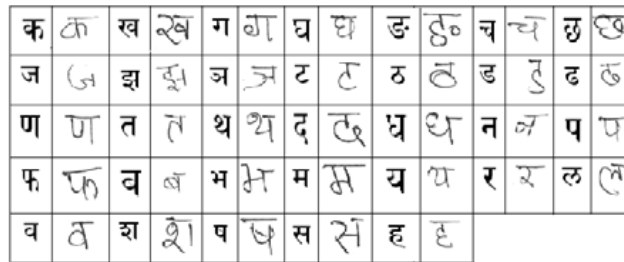 क क ख ख ग ग घ घ ङ ङ च च छ छ
ज ज झ झ ञ ञ ट ट ठ ठ ड ड ढ ढ
ण ण त त थ थ द द ध ध न न प प
फ फ ब ब भ भ म म य य र र ल ल
व व श श ष ष स स ह ह